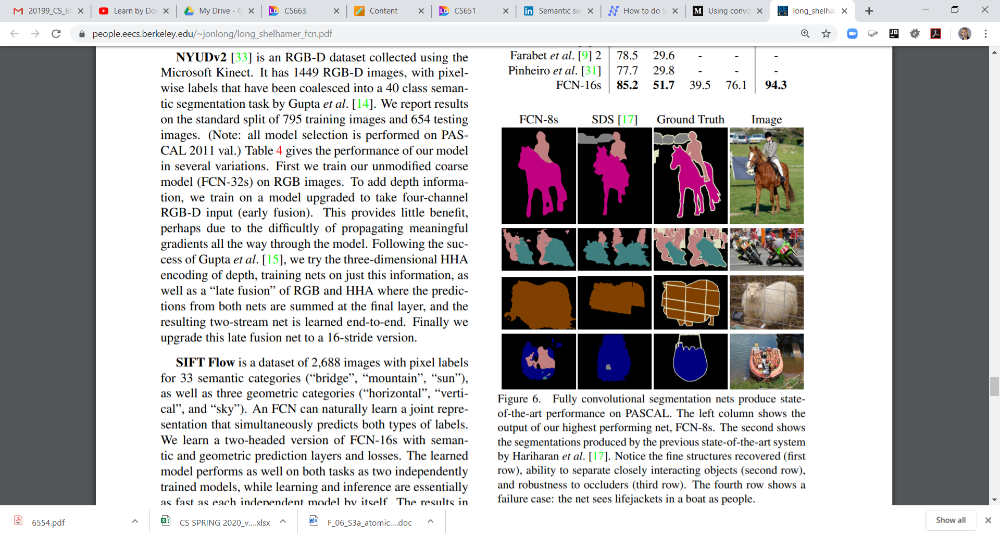 20199_CS_66
Learn by Doi
My Drive - G
CS663
Content
CS651
Semantic se
How to do S
Using convo
long_shelha
people.eecs.berkeley.edu/~jonlong/long_shelhamer_fcn.pdf
NYUDv2 [33] is an RGB-D dataset collected using the
Microsoft Kinect. It has 1449 RGB-D images, with pixel-
wise labels that have been coalesced into a 40 class seman-
tic segmentation task by Gupta et al. [14]. We report results
on the standard split of 795 training images and 654 testing
images. (Note: all model selection is performed on PAS-
CAL 2011 val.) Table 4 gives the performance of our model
in several variations. First we train our unmodified coarse
model (FCN-32s) on RGB images. To add depth informa-
tion, we train on a model upgraded to take four-channel
RGB-D input (early fusion). This provides little benefit,
perhaps due to the difficultly of propagating meaningful
gradients all the way through the model. Following the suc-
cess of Gupta et al. [15], we try the three-dimensional HHA
encoding of depth, training nets on just this information, as
well as a “late fusion” of RGB and HHA where the predic-
tions from both nets are summed at the final layer, and the
resulting two-stream net is learned end-to-end. Finally we
upgrade this late fusion net to a 16-stride version.
SIFT Flow is a dataset of 2,688 images with pixel labels
for 33 semantic categories (“bridge”, “mountain”, “sun”),
as well as three geometric categories (“horizontal”, “verti-
cal”, and “sky”). An FCN can naturally learn a joint repre-
sentation that simultaneously predicts both types of labels.
We learn a two-headed version of FCN-16s with seman-
tic and geometric prediction layers and losses. The learned
model performs as well on both tasks as two independently
trained models, while learning and inference are essentially
as fast as each independent model by itself. The results in
Farabet et al. [9] 2 78.5 29.6 - - -
Pinheiro et al. [31] 77.7 29.8 - - -
FCN-16s 85.2 51.7 39.5 76.1 94.3
FCN-8s SDS [17] Ground Truth Image
Figure 6. Fully convolutional segmentation nets produce state-
of-the-art performance on PASCAL. The left column shows the
output of our highest performing net, FCN-8s. The second shows
the segmentations produced by the previous state-of-the-art system
by Hariharan et al. [17]. Notice the fine structures recovered (first
row), ability to separate closely interacting objects (second row),
and robustness to occluders (third row). The fourth row shows a
failure case: the net sees lifejackets in a boat as people.
6554.pdf
CS SPRING 2020_v....xlsx
F_06_S3a_atomic....doc
Show all